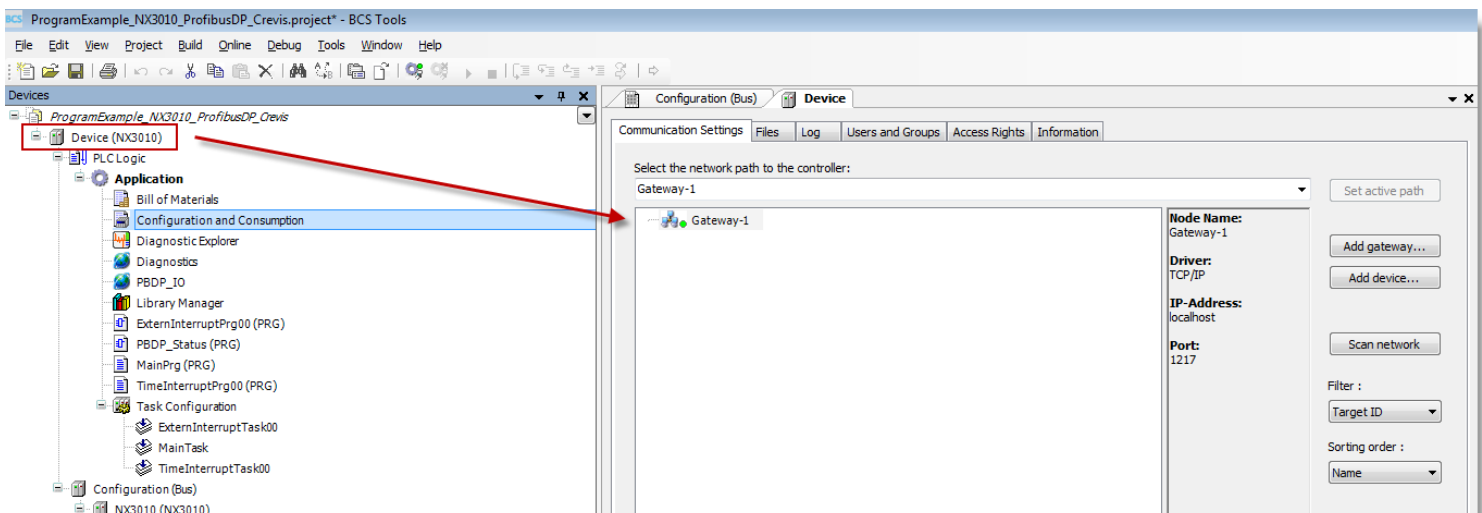 BCS ProgramExample_NX3010_ProfibusDP_Crevis.project* - BCS Tools
File Edit View Project Build Online Debug Tools Window Help
Devices
ProgramExample_NX3010_ProfibusDP_Crevis
Device (NX3010)
PLC Logic
Application
Bill of Materials
Configuration and Consumption
Diagnostic Explorer
Diagnostics
PBDP_IO
Library Manager
ExternInterruptPrg00 (PRG)
PBDP_Status (PRG)
MainPrg (PRG)
TimeInterruptPrg00 (PRG)
Task Configuration
ExternInterruptTask00
MainTask
TimeInterruptTask00
Configuration (Bus)
NX3010 (NX3010)
Configuration (Bus) Device
Communication Settings Files Log Users and Groups Access Rights Information
Select the network path to the controller:
Gateway-1
Set active path
Gateway-1
Node Name:
Gateway-1
Driver:
TCP/IP
IP-Address:
localhost
Port:
1217
Add gateway...
Add device...
Scan network
Filter :
Target ID
Sorting order :
Name